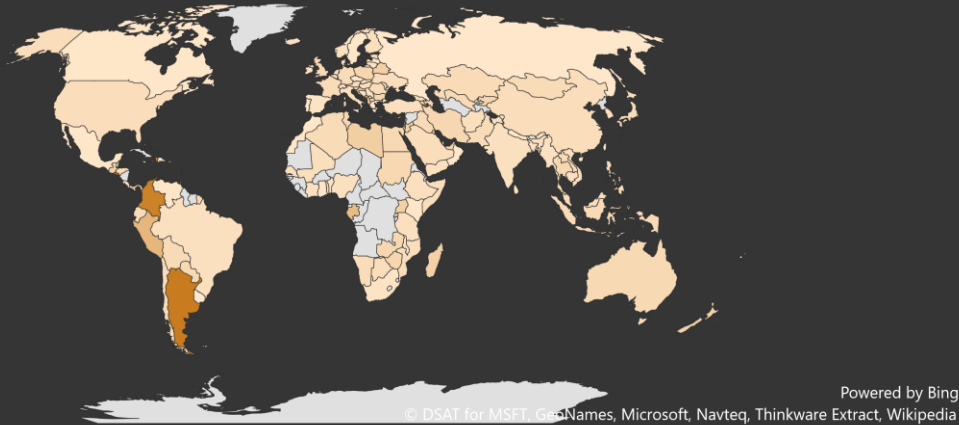 Powered by Bing
© DSAT for MSFT, GeoNames, Microsoft, Navteq, Thinkware Extract, Wikipedia